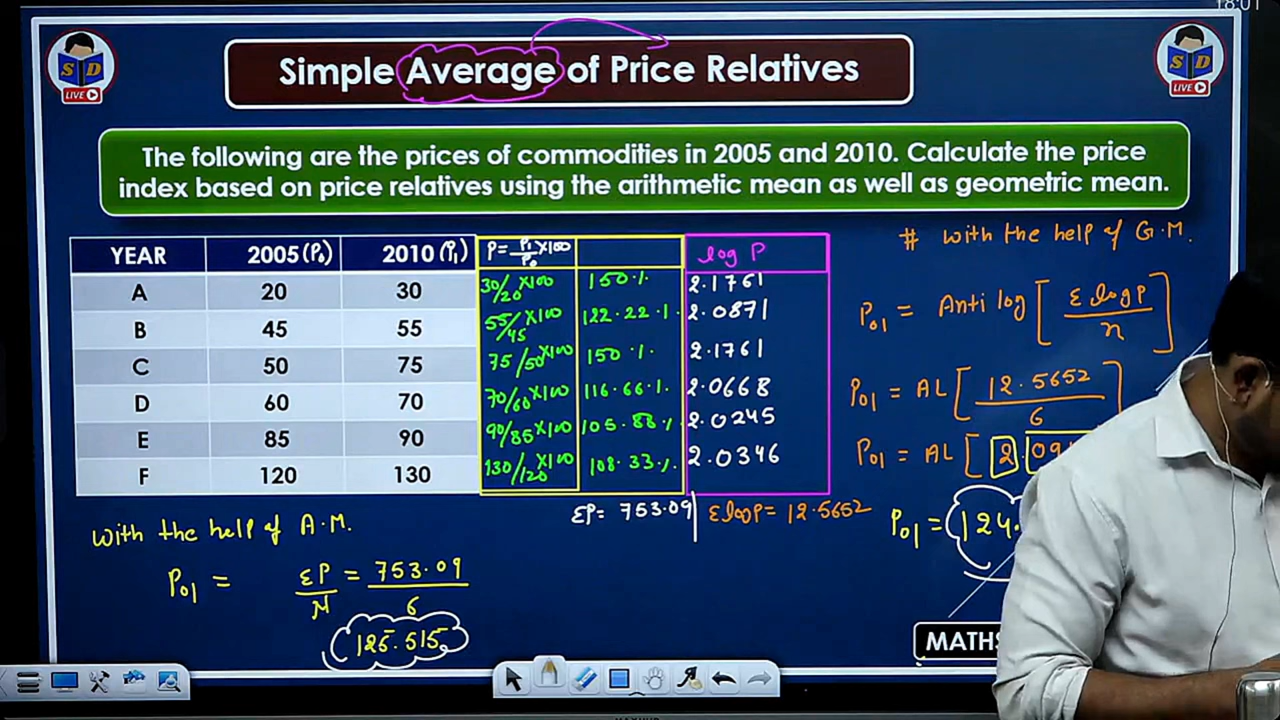 18:01
S D
LIVE
Simple Average of Price Relatives
S D
LIVE
The following are the prices of commodities in 2005 and 2010. Calculate the price
index based on price relatives using the arithmetic mean as well as geometric mean.
# with the help of G.M.
YEAR 2005 (P₀) 2010 (P₁) P = P₁/P₀ ×100 log P
A 20 30 30/20 ×100 150% 2.1761
B 45 55 55/45 ×100 122.22% 2.0871
C 50 75 75/50 ×100 150% 2.1761
D 60 70 70/60 ×100 116.66% 2.0668
E 85 90 90/85 ×100 105.88% 2.0245
F 120 130 130/120 ×100 108.33% 2.0346
ΣP = 753.09 Σ log P = 12.5652
P₀₁ = Anti log [Σ log P / n]
P₀₁ = AL [12.5652 / 6]
P₀₁ = AL [2.09
P₀₁ = 124.
with the help of A.M.
P₀₁ = ΣP/N = 753.09/6
125.515
MATHS